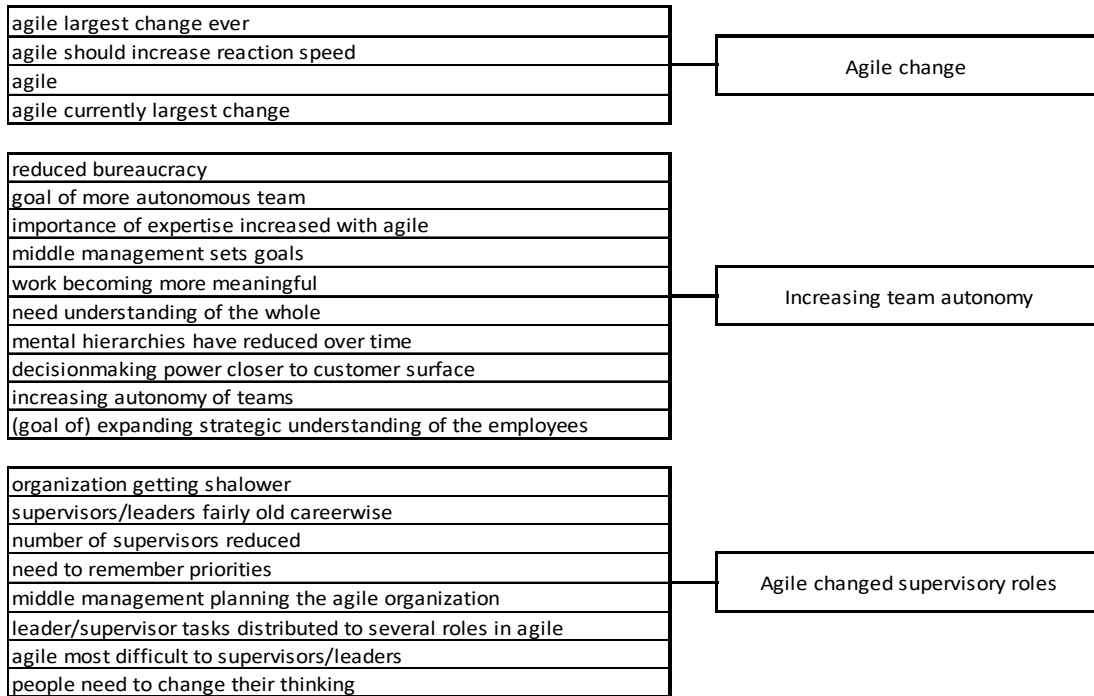 agile largest change ever
agile should increase reaction speed
agile
agile currently largest change
Agile change
reduced bureaucracy
goal of more autonomous team
importance of expertise increased with agile
middle management sets goals
work becoming more meaningful
need understanding of the whole
mental hierarchies have reduced over time
decisionmaking power closer to customer surface
increasing autonomy of teams
(goal of) expanding strategic understanding of the employees
Increasing team autonomy
organization getting shalower
supervisors/leaders fairly old careerwise
number of supervisors reduced
need to remember priorities
middle management planning the agile organization
leader/supervisor tasks distributed to several roles in agile
agile most difficult to supervisors/leaders
people need to change their thinking
Agile changed supervisory roles